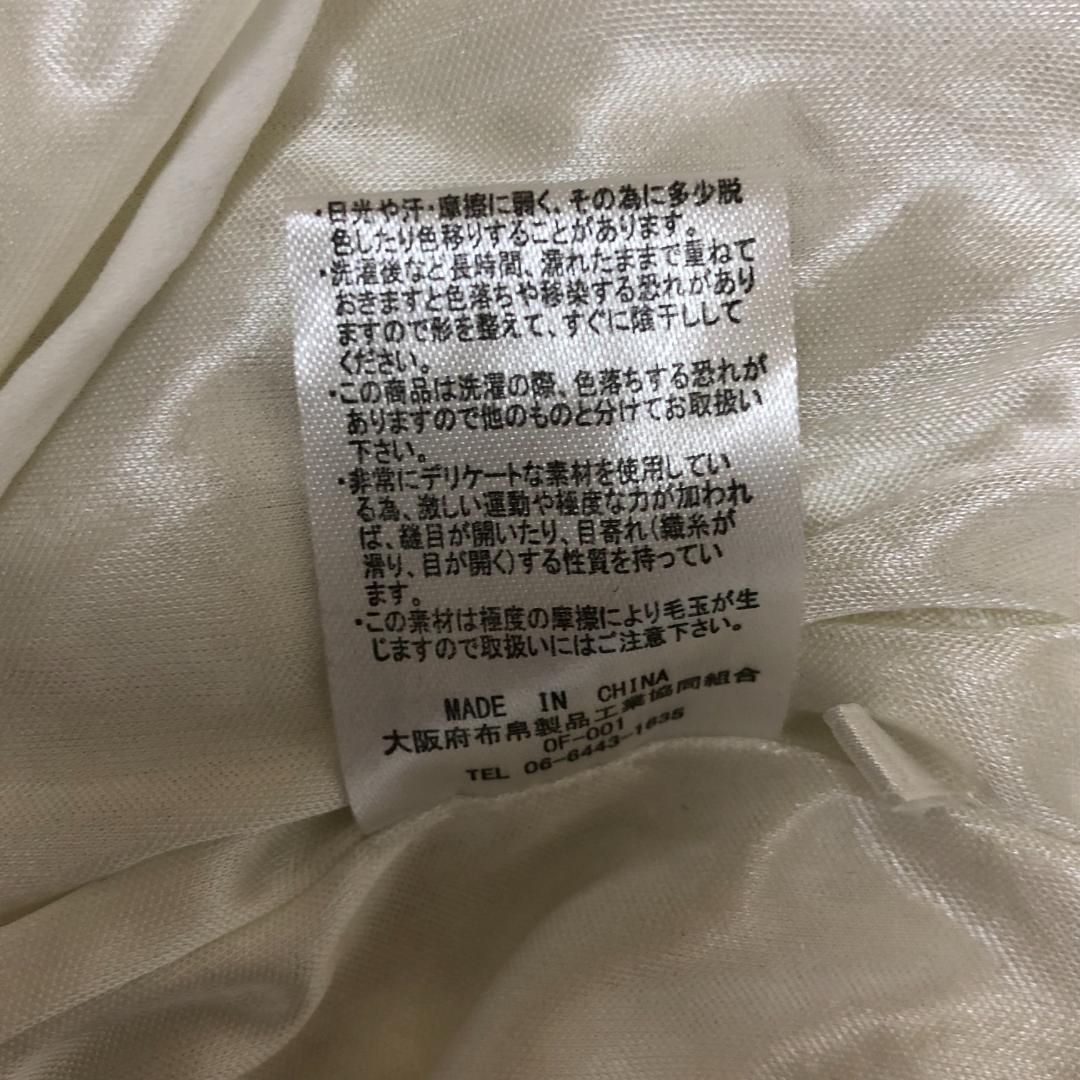 ・日光や汗・摩擦に弱く、その為に多少脱
色したり色移りすることがあります。
・洗濯後など長時間、濡れたままで重ねて
おきますと色落ちや移染する恐れがあり
ますので形を整えて、すぐに陰干しして
ください。
・この商品は洗濯の際、色落ちする恐れが
ありますので他のものと分けてお取扱い
下さい。
・非常にデリケートな素材を使用してい
る為、激しい運動や極度な力が加われ
ば、縫目が開いたり、目寄れ(織糸が
滑り、目が開く)する性質を持ってい
ます。
・この素材は極度の摩擦により毛玉が生
じますので取扱いにはご注意下さい。
MADE IN CHINA
大阪府布帛製品工業協同組合
OF-001
TEL 06-6443-1635